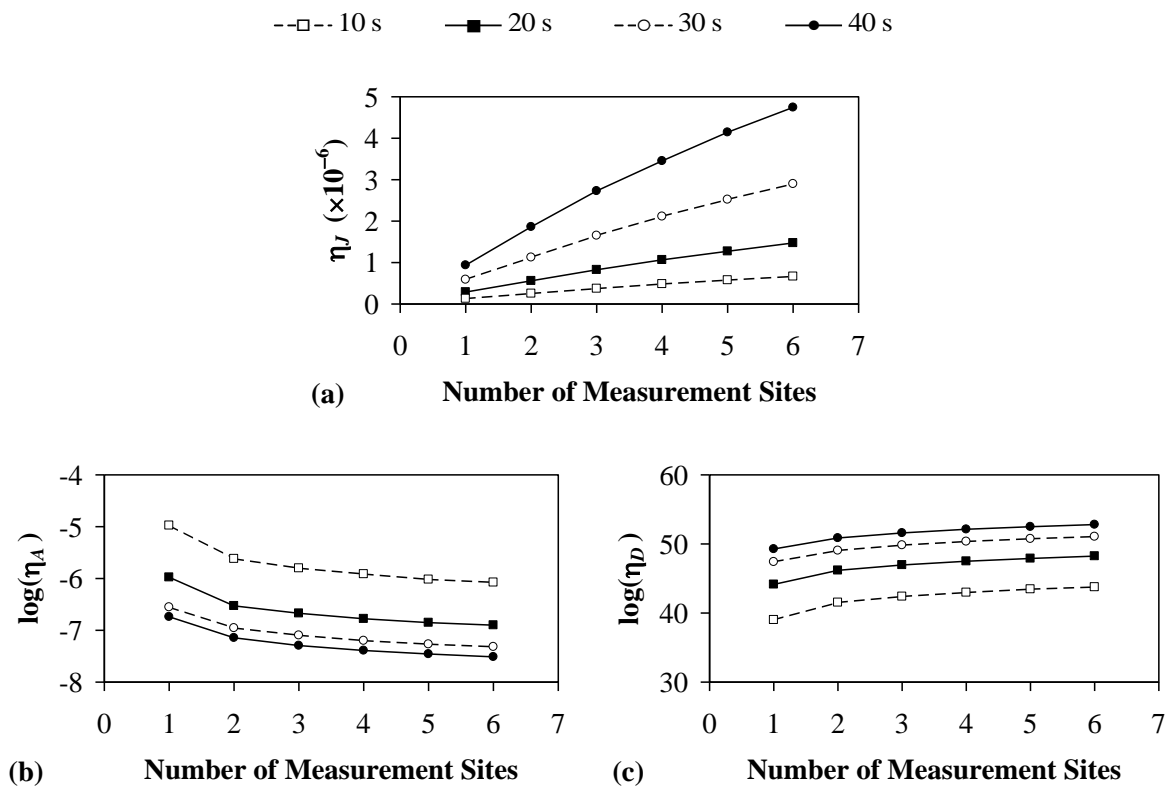 10 s 20 s 30 s 40 s
η_J (×10⁻⁶)
5
4
3
2
1
0
0 1 2 3 4 5 6 7
(a) Number of Measurement Sites
log(η_A)
-4
-5
-6
-7
-8
0 1 2 3 4 5 6 7
(b) Number of Measurement Sites
log(η_D)
60
50
40
30
0 1 2 3 4 5 6 7
(c) Number of Measurement Sites